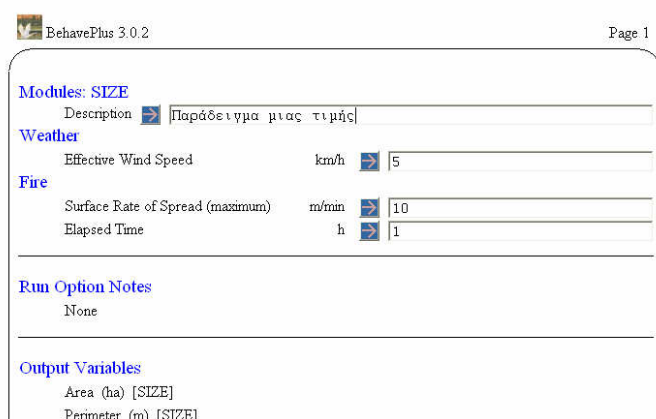 BehavePlus 3.0.2 Page 1
Modules: SIZE
Description Παράδειγμα μιας τιμής
Weather
Effective Wind Speed km/h 5
Fire
Surface Rate of Spread (maximum) m/min 10
Elapsed Time h 1
Run Option Notes
None
Output Variables
Area (ha) [SIZE]
Perimeter (m) [SIZE]